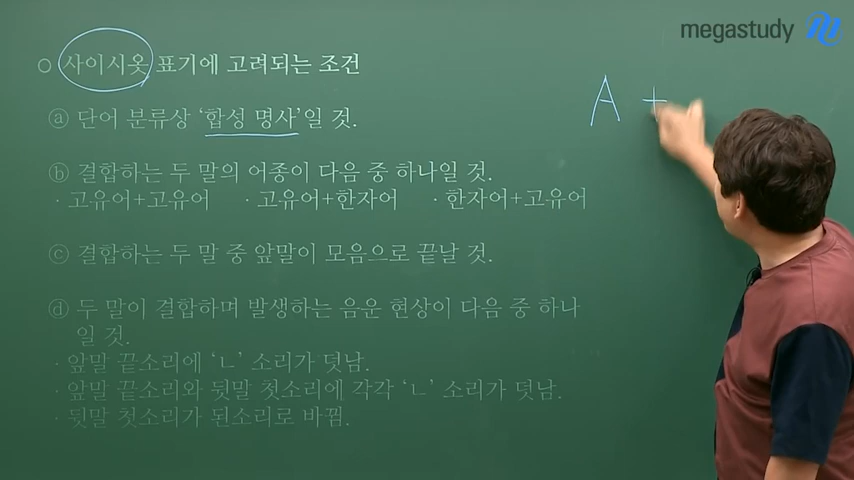 megastudy
○ 사이시옷 표기에 고려되는 조건
A +
ⓐ 단어 분류상 ‘합성 명사’일 것.
ⓑ 결합하는 두 말의 어종이 다음 중 하나일 것.
· 고유어+고유어 · 고유어+한자어 · 한자어+고유어
ⓒ 결합하는 두 말 중 앞말이 모음으로 끝날 것.
ⓓ 두 말이 결합하며 발생하는 음운 현상이 다음 중 하나
일 것.
· 앞말 끝소리에 ‘ㄴ’ 소리가 덧남.
· 앞말 끝소리와 뒷말 첫소리에 각각 ‘ㄴ’ 소리가 덧남.
· 뒷말 첫소리가 된소리로 바뀜.